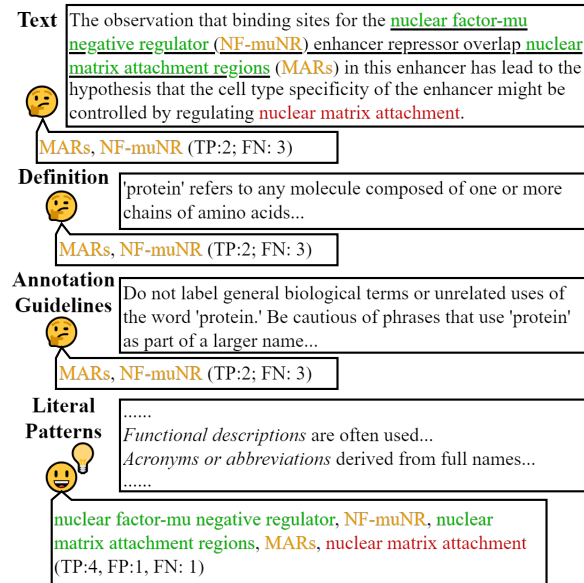 Text
The observation that binding sites for the nuclear factor-mu
negative regulator (NF-muNR) enhancer repressor overlap nuclear
matrix attachment regions (MARs) in this enhancer has lead to the
hypothesis that the cell type specificity of the enhancer might be
controlled by regulating nuclear matrix attachment.
MARs, NF-muNR (TP:2; FN: 3)
Definition
'protein' refers to any molecule composed of one or more
chains of amino acids...
MARs, NF-muNR (TP:2; FN: 3)
Annotation
Guidelines
Do not label general biological terms or unrelated uses of
the word 'protein.' Be cautious of phrases that use 'protein'
as part of a larger name...
MARs, NF-muNR (TP:2; FN: 3)
Literal
Patterns
......
Functional descriptions are often used...
Acronyms or abbreviations derived from full names...
......
nuclear factor-mu negative regulator, NF-muNR, nuclear
matrix attachment regions, MARs, nuclear matrix attachment
(TP:4, FP:1, FN: 1)